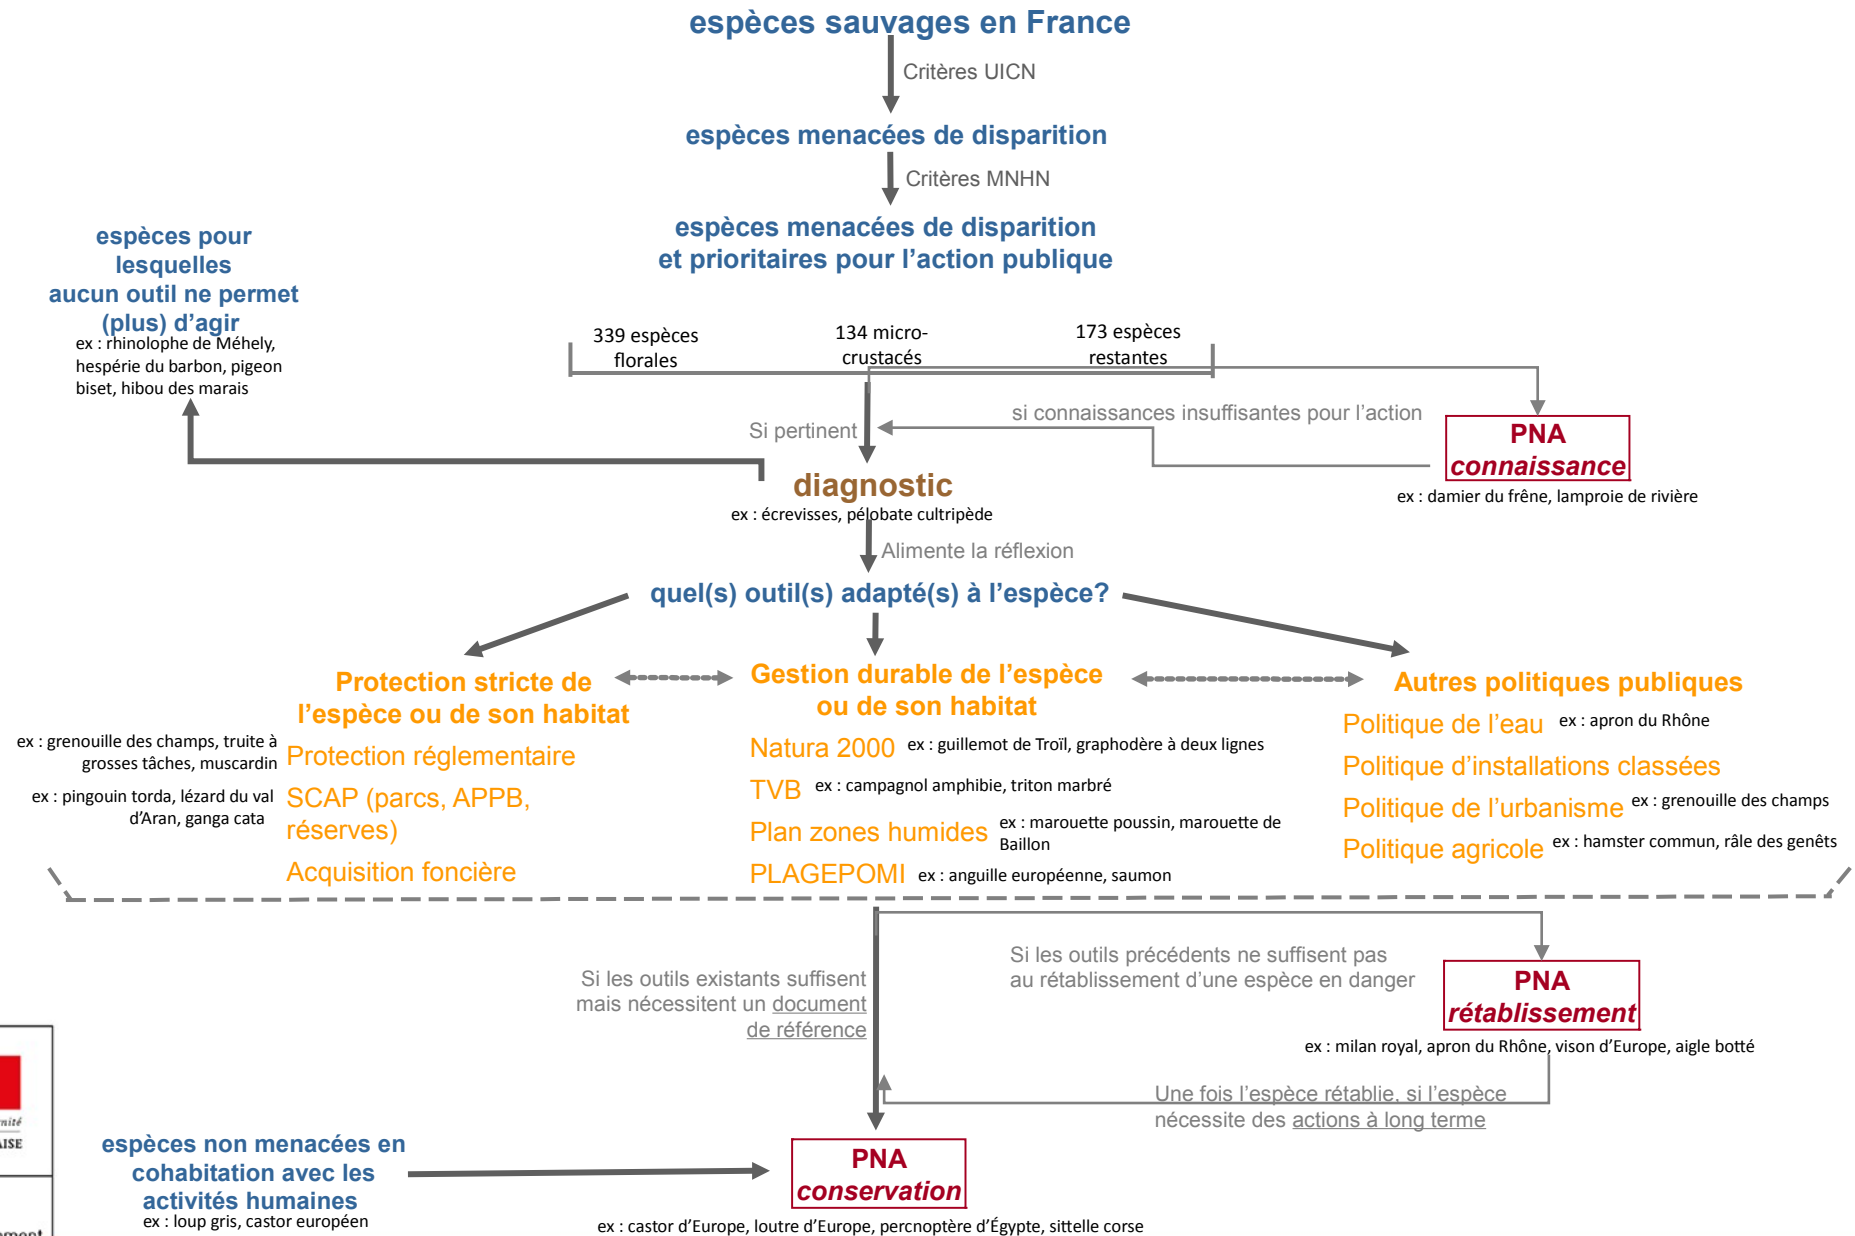 espèces sauvages en France
Critères UICN
espèces menacées de disparition
Critères MNHN
espèces menacées de disparition
et prioritaires pour l'action publique
espèces pour
lesquelles
aucun outil ne permet
(plus) d'agir
ex : rhinolophe de Méhely,
hespérie du barbon, pigeon
biset, hibou des marais
339 espèces
florales
134 micro-
crustacés
173 espèces
restantes
si connaissances insuffisantes pour l'action
Si pertinent
PNA
connaissance
ex : damier du frêne, lamproie de rivière
diagnostic
ex : écrevisses, pélobate cultripède
Alimente la réflexion
quel(s) outil(s) adapté(s) à l'espèce?
Protection stricte de
l'espèce ou de son habitat
ex : grenouille des champs, truite à
grosses tâches, muscardin
Protection réglementaire
ex : pingouin torda, lézard du val
d'Aran, ganga cata
SCAP (parcs, APPB,
réserves)
Acquisition foncière
Gestion durable de l'espèce
ou de son habitat
Natura 2000 ex : guillemot de Troïl, graphodère à deux lignes
TVB ex : campagnol amphibie, triton marbré
Plan zones humides ex : marouette poussin, marouette de
Baillon
PLAGEPOMI ex : anguille européenne, saumon
Autres politiques publiques
Politique de l'eau ex : apron du Rhône
Politique d'installations classées
Politique de l'urbanisme ex : grenouille des champs
Politique agricole ex : hamster commun, râle des genêts
Si les outils existants suffisent
mais nécessitent un document
de référence
Si les outils précédents ne suffisent pas
au rétablissement d'une espèce en danger
PNA
rétablissement
ex : milan royal, apron du Rhône, vison d'Europe, aigle botté
Une fois l'espèce rétablie, si l'espèce
nécessite des actions à long terme
espèces non menacées en
cohabitation avec les
activités humaines
ex : loup gris, castor européen
PNA
conservation
ex : castor d'Europe, loutre d'Europe, percnoptère d'Égypte, sittelle corse